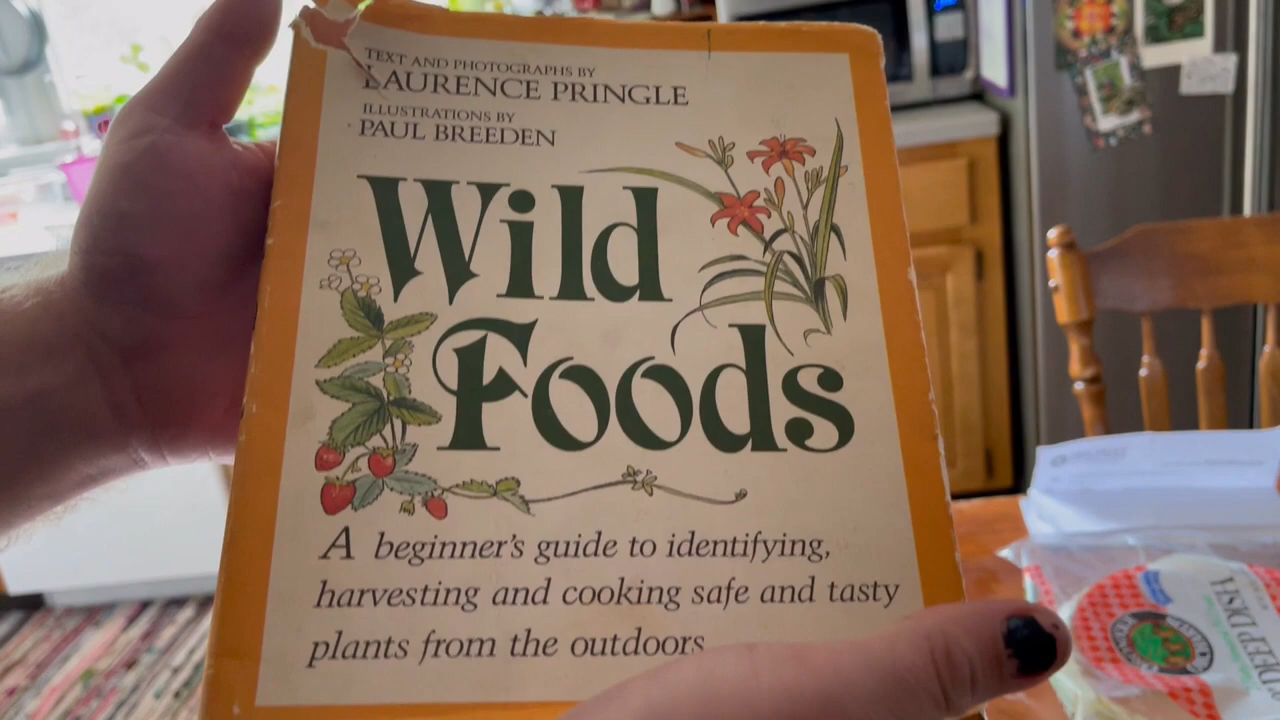 TEXT AND PHOTOGRAPHS BY
LAURENCE PRINGLE
ILLUSTRATIONS BY
PAUL BREEDEN
Wild
Foods
A beginner's guide to identifying,
harvesting and cooking safe and tasty
plants from the outdoors
DEEP DISH